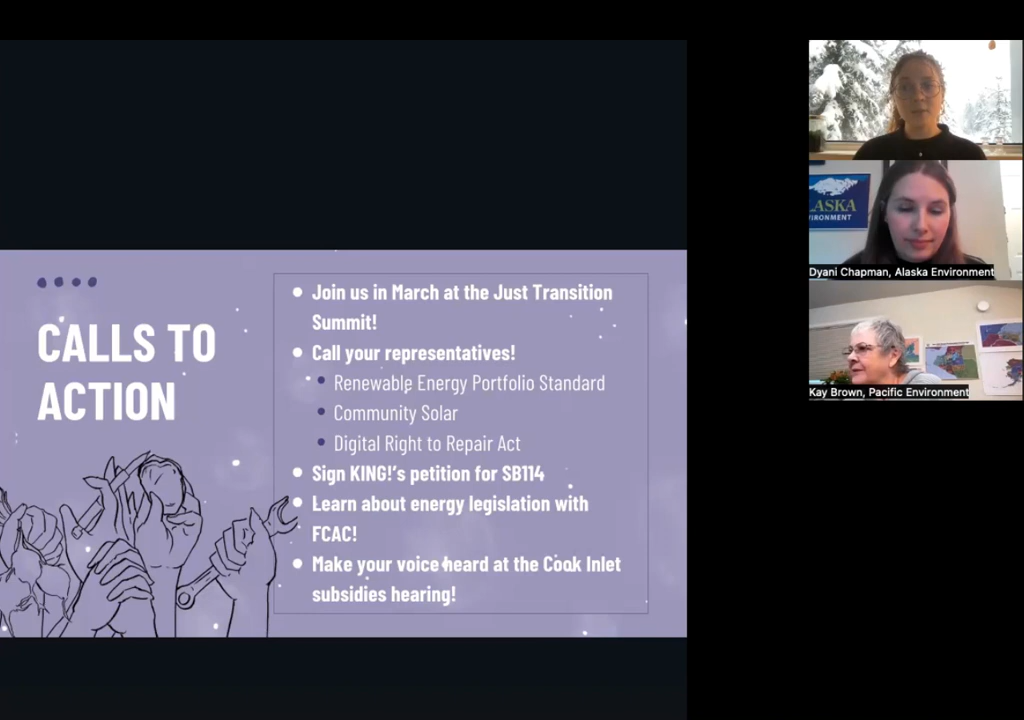 CALLS TO
ACTION
Join us in March at the Just Transition
Summit!
Call your representatives!
Renewable Energy Portfolio Standard
Community Solar
Digital Right to Repair Act
Sign KING!'s petition for SB114
Learn about energy legislation with
FCAC!
Make your voice heard at the Cook Inlet
subsidies hearing!
LASKA
VIRONMENT
Dyani Chapman, Alaska Environment
Kay Brown, Pacific Environment